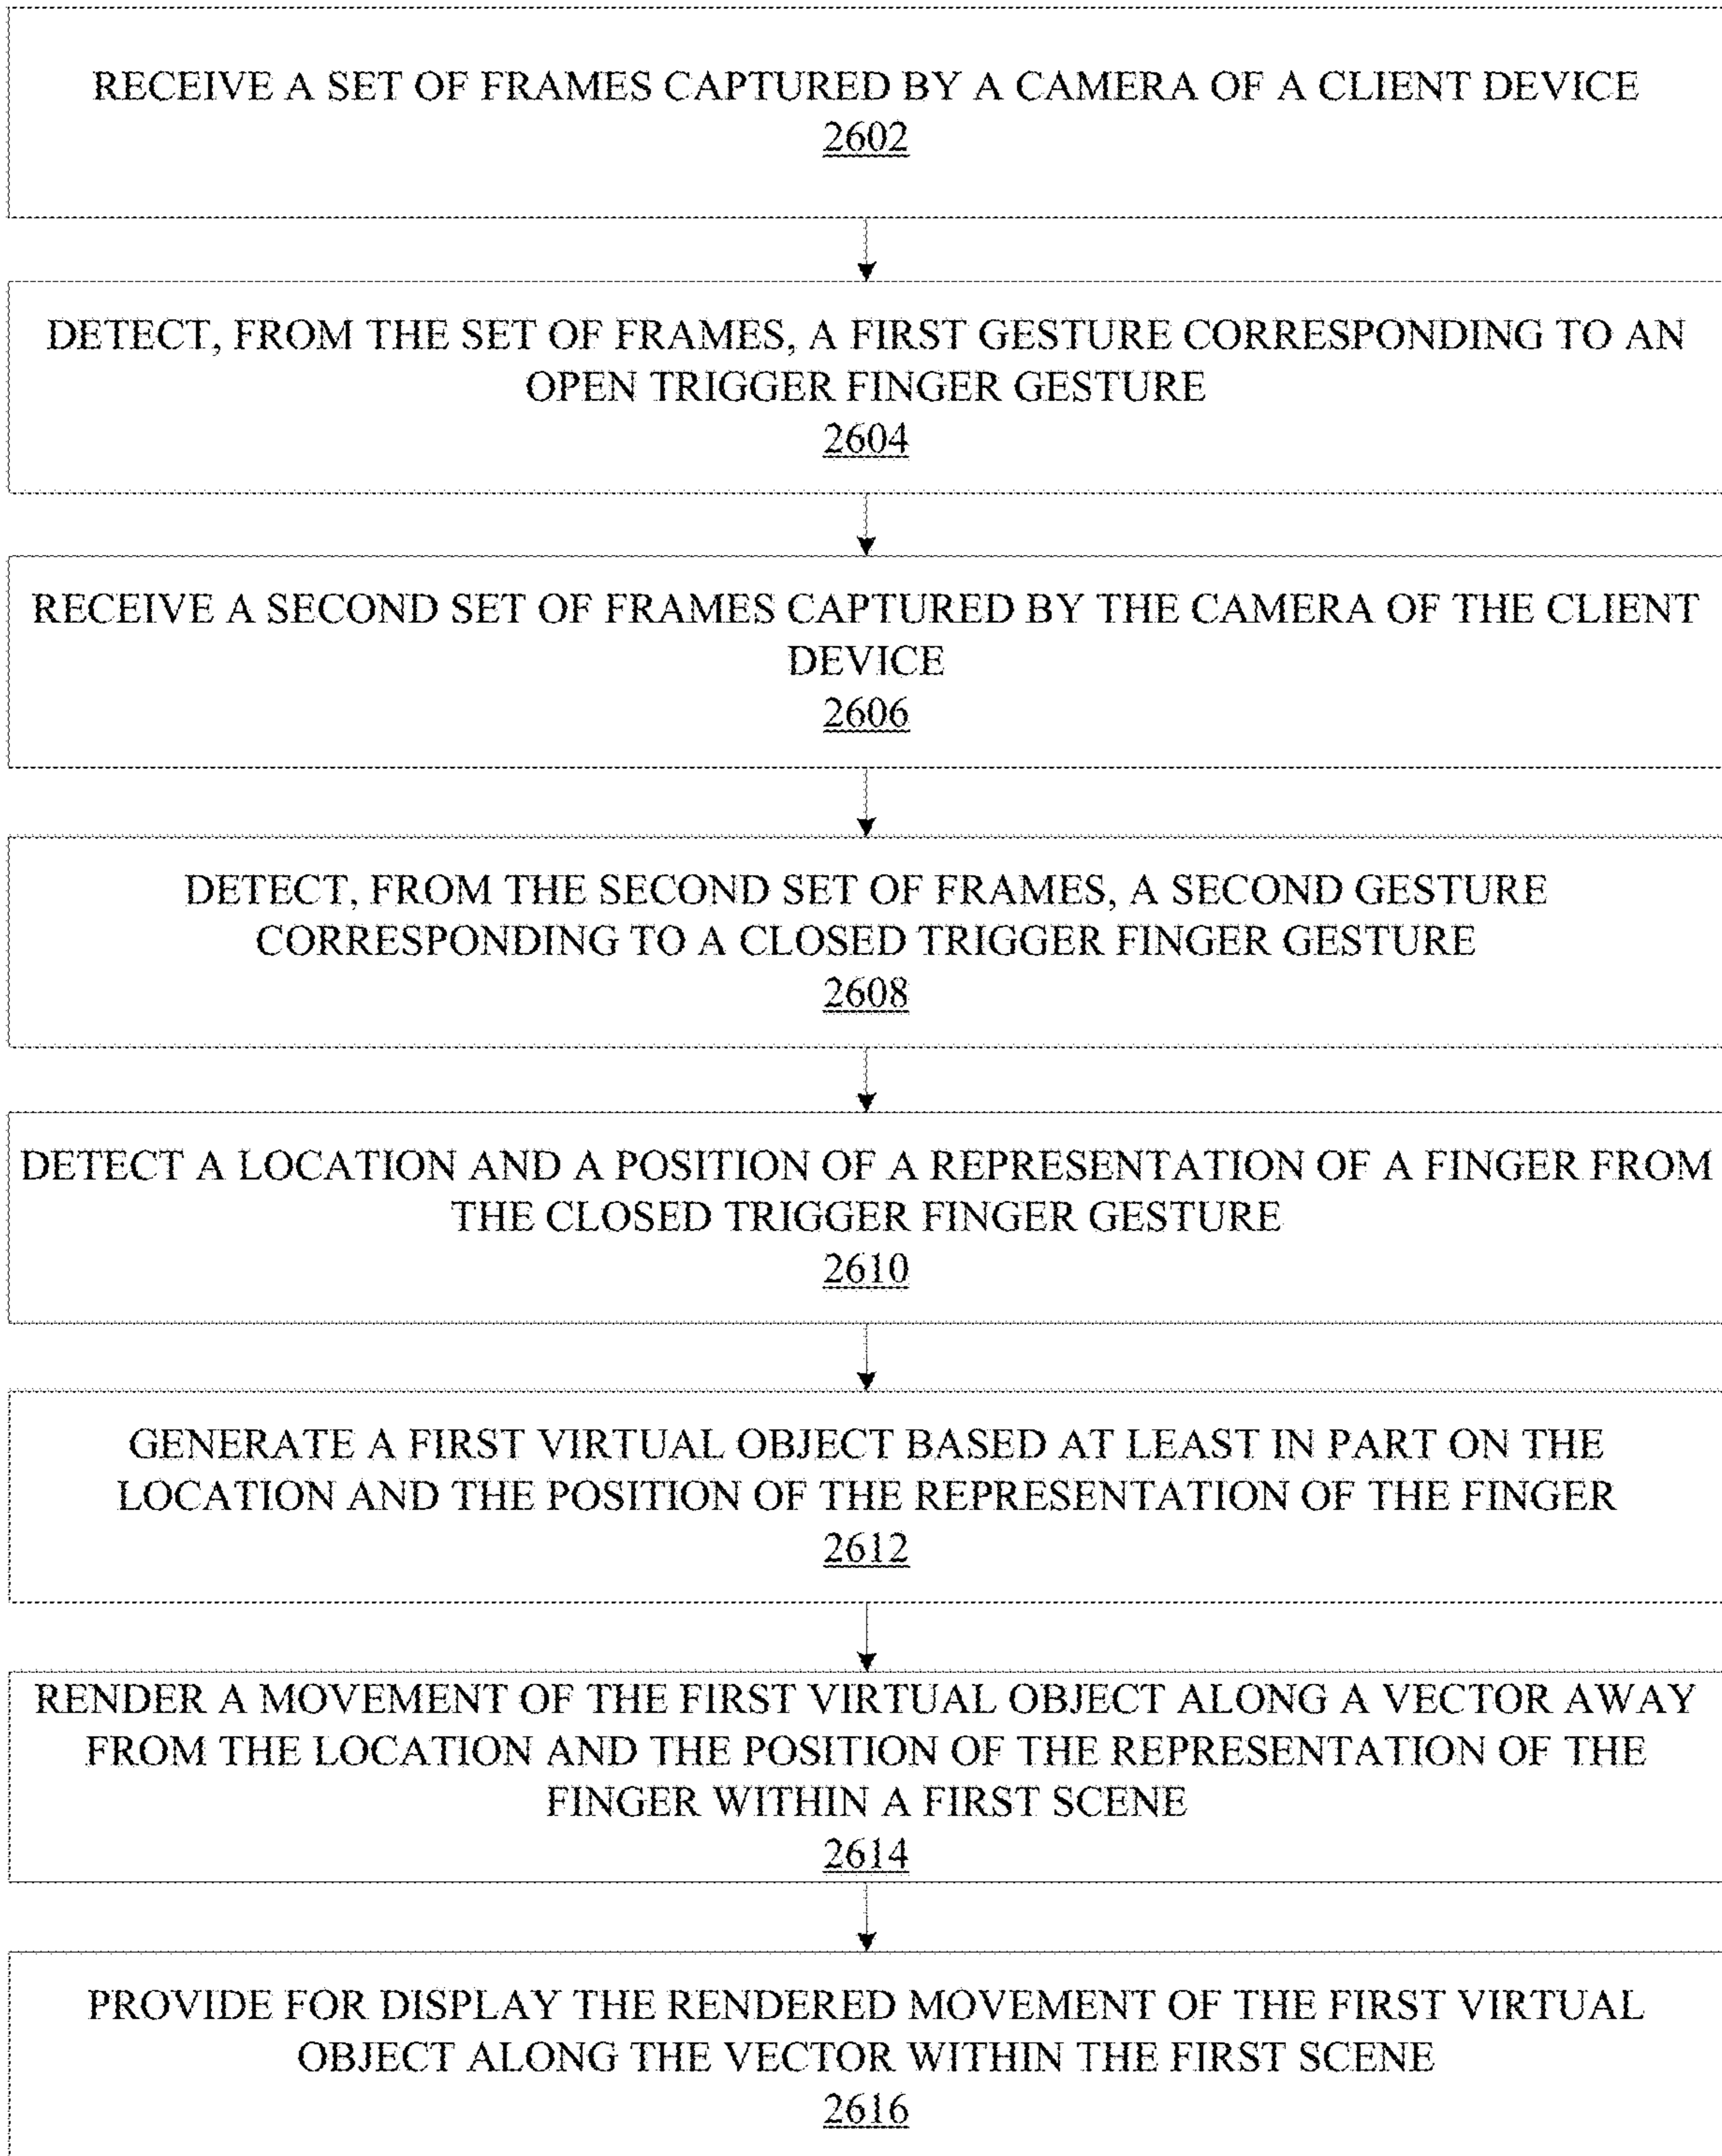 RECEIVE A SET OF FRAMES CAPTURED BY A CAMERA OF A CLIENT DEVICE
2602
DETECT, FROM THE SET OF FRAMES, A FIRST GESTURE CORRESPONDING TO AN
OPEN TRIGGER FINGER GESTURE
2604
RECEIVE A SECOND SET OF FRAMES CAPTURED BY THE CAMERA OF THE CLIENT
DEVICE
2606
DETECT, FROM THE SECOND SET OF FRAMES, A SECOND GESTURE
CORRESPONDING TO A CLOSED TRIGGER FINGER GESTURE
2608
DETECT A LOCATION AND A POSITION OF A REPRESENTATION OF A FINGER FROM
THE CLOSED TRIGGER FINGER GESTURE
2610
GENERATE A FIRST VIRTUAL OBJECT BASED AT LEAST IN PART ON THE
LOCATION AND THE POSITION OF THE REPRESENTATION OF THE FINGER
2612
RENDER A MOVEMENT OF THE FIRST VIRTUAL OBJECT ALONG A VECTOR AWAY
FROM THE LOCATION AND THE POSITION OF THE REPRESENTATION OF THE
FINGER WITHIN A FIRST SCENE
2614
PROVIDE FOR DISPLAY THE RENDERED MOVEMENT OF THE FIRST VIRTUAL
OBJECT ALONG THE VECTOR WITHIN THE FIRST SCENE
2616